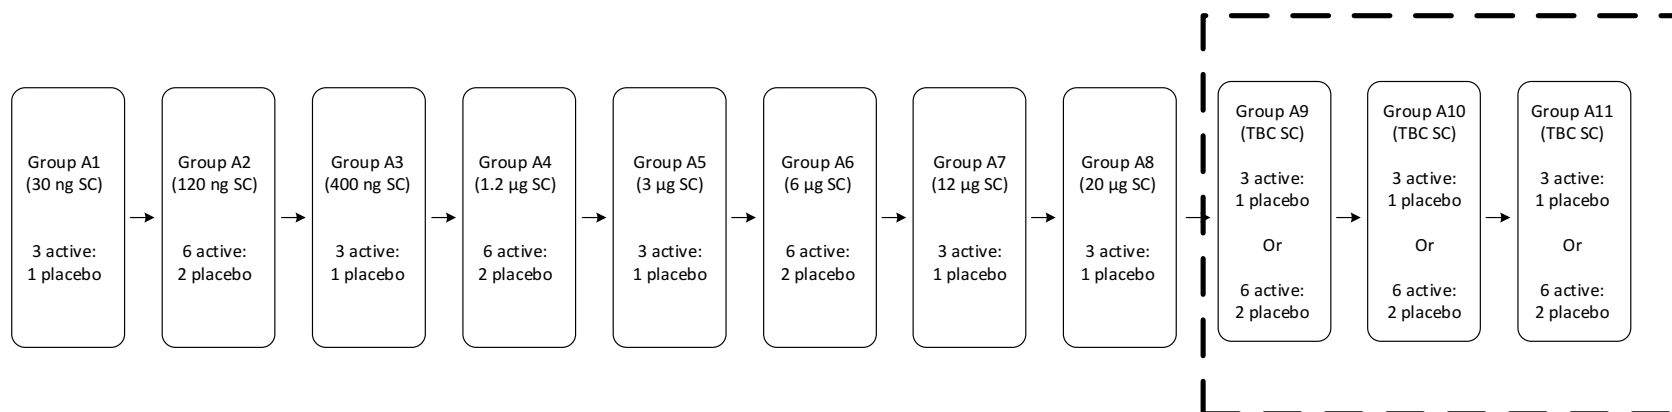 Group A1
(30 ng SC)
3 active:
1 placebo
Group A2
(120 ng SC)
6 active:
2 placebo
Group A3
(400 ng SC)
3 active:
1 placebo
Group A4
(1.2 µg SC)
6 active:
2 placebo
Group A5
(3 µg SC)
3 active:
1 placebo
Group A6
(6 µg SC)
6 active:
2 placebo
Group A7
(12 µg SC)
3 active:
1 placebo
Group A8
(20 µg SC)
3 active:
1 placebo
Group A9
(TBC SC)
3 active:
1 placebo
Or
6 active:
2 placebo
Group A10
(TBC SC)
3 active:
1 placebo
Or
6 active:
2 placebo
Group A11
(TBC SC)
3 active:
1 placebo
Or
6 active:
2 placebo